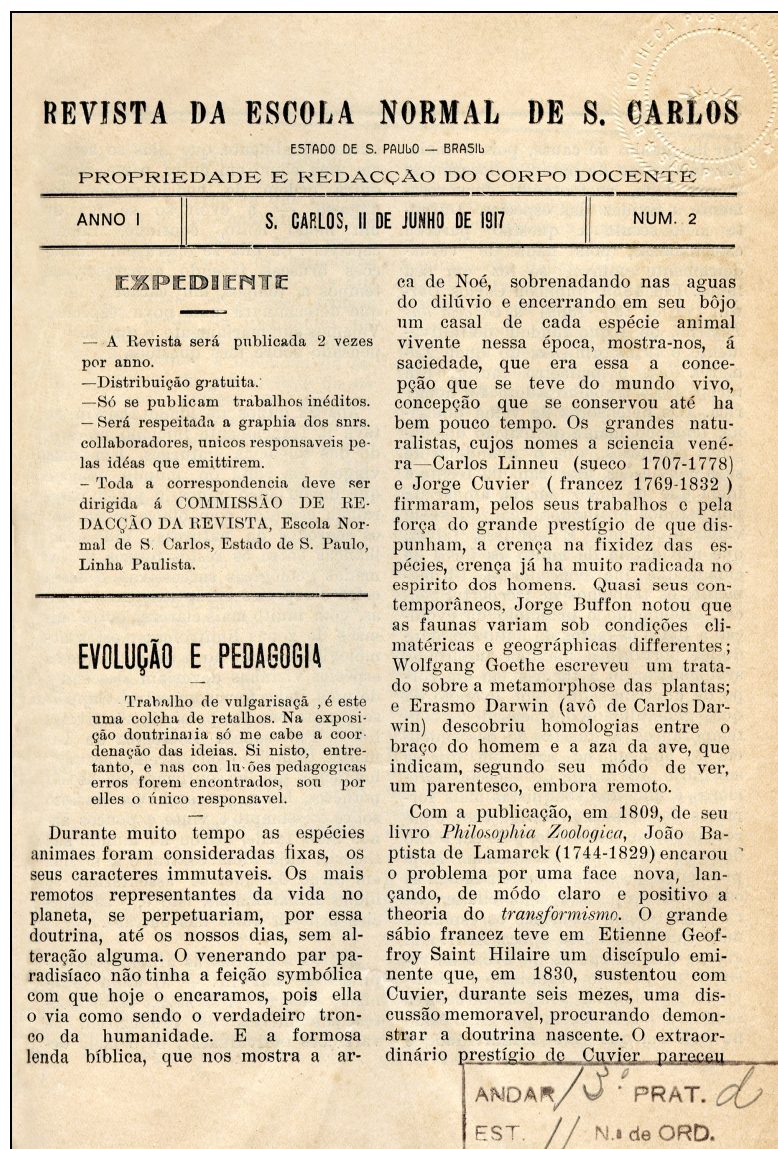 REVISTA DA ESCOLA NORMAL DE S. CARLOS
ESTADO DE S. PAULO — BRASIL
PROPRIEDADE E REDACÇÃO DO CORPO DOCENTE
ANNO I
S. CARLOS, 11 DE JUNHO DE 1917
NUM. 2
EXPEDIENTE
— A Revista será publicada 2 vezes
por anno.
—Distribuição gratuita.
—Só se publicam trabalhos inéditos.
— Será respeitada a graphia dos snrs.
collaboradores, unicos responsaveis pe-
las idéas que emittirem.
— Toda a correspondencia deve ser
dirigida á COMMISSÃO DE RE-
DACÇÃO DA REVISTA, Escola Nor-
mal de S. Carlos, Estado de S. Paulo,
Linha Paulista.
EVOLUÇÃO E PEDAGOGIA
Trabalho de vulgarisaçã , é este
uma colcha de retalhos. Na exposi-
ção doutrinaria só me cabe a coor-
denação das ideias. Si nisto, entre-
tanto, e nas con lu-ões pedagogicas
erros forem encontrados, sou por
elles o único responsavel.
Durante muito tempo as espécies
animaes foram consideradas fixas, os
seus caracteres immutaveis. Os mais
remotos representantes da vida no
planeta, se perpetuariam, por essa
doutrina, até os nossos dias, sem al-
teração alguma. O venerando par pa-
radisíaco não tinha a feição symbólica
com que hoje o encaramos, pois ella
o via como sendo o verdadeiro tron-
co da humanidade. E a formosa
lenda bíblica, que nos mostra a ar-
ca de Noé, sobrenadando nas aguas
do dilúvio e encerrando em seu bôjo
um casal de cada espécie animal
vivente nessa época, mostra-nos, á
saciedade, que era essa a conce-
pção que se teve do mundo vivo,
concepção que se conservou até ha
bem pouco tempo. Os grandes natu-
ralistas, cujos nomes a sciencia vené-
ra—Carlos Linneu (sueco 1707-1778)
e Jorge Cuvier ( francez 1769-1832 )
firmaram, pelos seus trabalhos e pela
força do grande prestígio de que dis-
punham, a crença na fixidez das es-
pécies, crença já ha muito radicada no
espirito dos homens. Quasi seus con-
temporâneos, Jorge Buffon notou que
as faunas variam sob condições cli-
matéricas e geográphicas differentes;
Wolfgang Goethe escreveu um trata-
do sobre a metamorphose das plantas;
e Erasmo Darwin (avô de Carlos Dar-
win) descobriu homologias entre o
braço do homem e a aza da ave, que
indicam, segundo seu módo de ver,
um parentesco, embora remoto.
Com a publicação, em 1809, de seu
livro Philosophia Zoologica, João Ba-
ptista de Lamarck (1744-1829) encarou
o problema por uma face nova, lan-
çando, de módo claro e positivo a
theoria do transformismo. O grande
sábio francez teve em Etienne Geof-
froy Saint Hilaire um discípulo emi-
nente que, em 1830, sustentou com
Cuvier, durante seis mezes, uma dis-
cussão memoravel, procurando demon-
strar a doutrina nascente. O extraor-
dinário prestígio de Cuvier pareceu
ANDAR 3º PRAT. d
EST. 11 N.º de ORD.